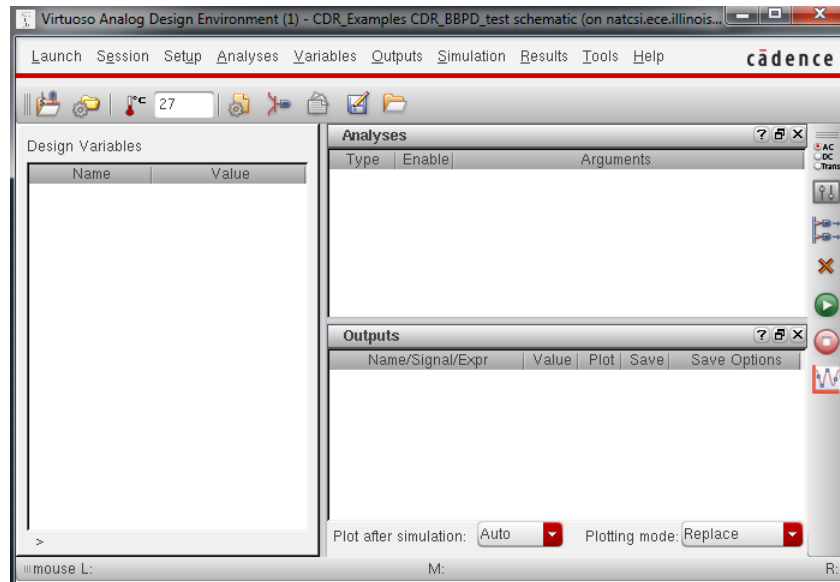 Virtuoso Analog Design Environment (1) - CDR_Examples CDR_BBPD_test schematic (on natcsi.ece.illinois...
Launch Session Setup Analyses Variables Outputs Simulation Results Tools Help cādence
°C 27
Design Variables
Name Value
Analyses
Type Enable Arguments
AC
DC
Trans
Outputs
Name/Signal/Expr Value Plot Save Save Options
Plot after simulation: Auto Plotting mode: Replace
>
mouse L: M: R: